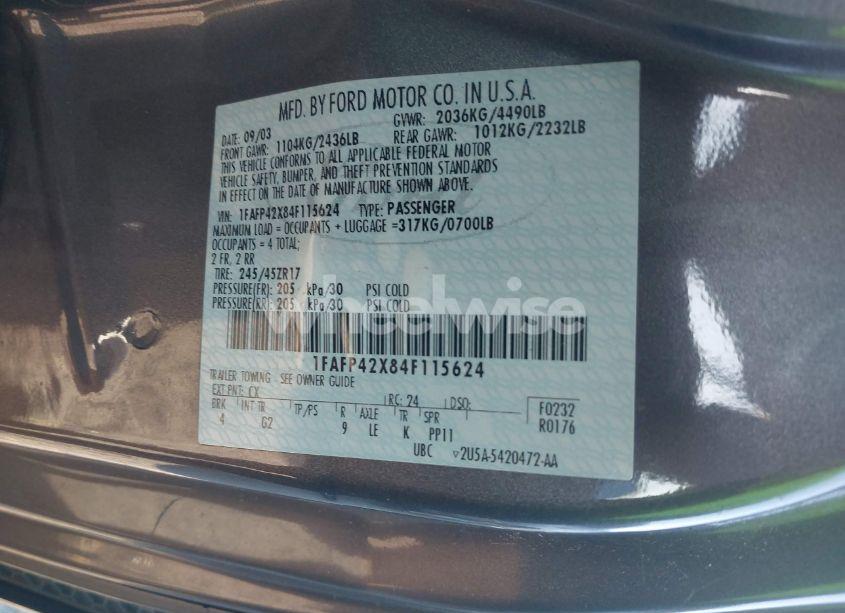 MFD. BY FORD MOTOR CO. IN U.S.A.
DATE: 09/03 GVWR: 2036KG/4490LB
FRONT GAWR: 1104KG/2436LB REAR GAWR: 1012KG/2232LB
THIS VEHICLE CONFORMS TO ALL APPLICABLE FEDERAL MOTOR
VEHICLE SAFETY, BUMPER, AND THEFT PREVENTION STANDARDS
IN EFFECT ON THE DATE OF MANUFACTURE SHOWN ABOVE.
VIN: 1FAFP42X84F115624 TYPE: PASSENGER
MAXIMUM LOAD = OCCUPANTS + LUGGAGE =317KG/0700LB
OCCUPANTS = 4 TOTAL;
2 FR, 2 RR
TIRE: 245/45ZR17
PRESSURE(FR): 205 kPa/30 PSI COLD
PRESSURE(RR): 205 kPa/30 PSI COLD
wheelwise
1FAFP42X84F115624
TRAILER TOWING SEE OWNER GUIDE
EXT PNT: CX RC: 24 DSO:
F0232
R0176
BRK INT TR TP/PS R AXLE TR SPR
4 G2 9 LE K PP11
UBC ▽2U5A-5420472-AA